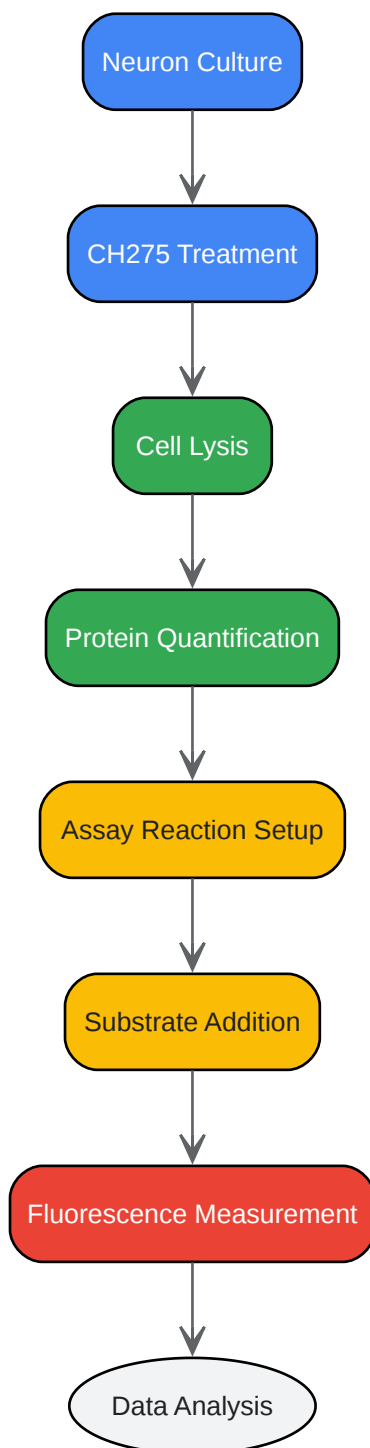 Neuron Culture
CH275 Treatment
Cell Lysis
Protein Quantification
Assay Reaction Setup
Substrate Addition
Fluorescence Measurement
Data Analysis